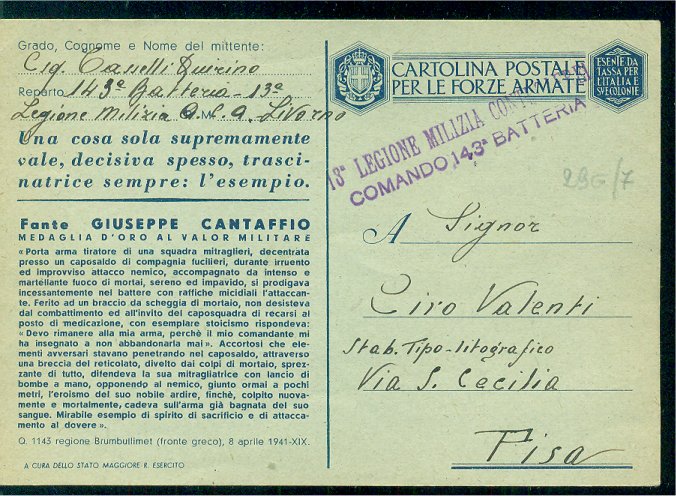 Grado, Cognome e Nome del mittente:
Cig. Casselli Quirino
Reparto 143ª Batteria - 13ª
Legione Milizia D.M. C.A. Livorno
Una cosa sola supremamente
vale, decisiva spesso, trasci-
natrice sempre: l'esempio.
Fante GIUSEPPE CANTAFFIO
MEDAGLIA D'ORO AL VALOR MILITARE
«Porta arma tiratore di una squadra mitraglieri, decentrata
presso un caposaldo di compagnia fucilieri, durante irruento
ed improvviso attacco nemico, accompagnato da intenso e
martellante fuoco di mortai, sereno ed impavido, si prodigava
incessantemente nel battere con raffiche micidiali l'attaccan-
te. Ferito ad un braccio da scheggia di mortaio, non desisteva
dal combattimento ed all'invito del caposquadra di recarsi al
posto di medicazione, con esemplare stoicismo rispondeva:
«Devo rimanere alla mia arma, perchè il mio comandante mi
ha insegnato a non abbandonarla mai». Accortosi che ele-
menti avversari stavano penetrando nel caposaldo, attraverso
una breccia del reticolato, divelto dai colpi di mortaio, sprez-
zante di tutto, difendeva la sua mitragliatrice con lancio di
bombe a mano, opponendo al nemico, giunto ormai a pochi
metri, l'eroismo del suo nobile ardire, finchè, colpito nuova-
mente e mortalmente, cadeva sull'arma già bagnata del suo
sangue. Mirabile esempio di spirito di sacrificio e di attacca-
mento al dovere».
Q. 1143 regione Brumbullimet (fronte greco), 8 aprile 1941-XIX.
A CURA DELLO STATO MAGGIORE R. ESERCITO
CARTOLINA POSTALE
PER LE FORZE ARMATE
ESENTE DA
TASSA PER
L'ITALIA E
SUE COLONIE
13ª LEGIONE MILIZIA
COMANDO 143ª BATTERIA
29G/7
A Signor
Ciro Valenti
Stab. Tipo-litografico
Via S. Cecilia
Pisa